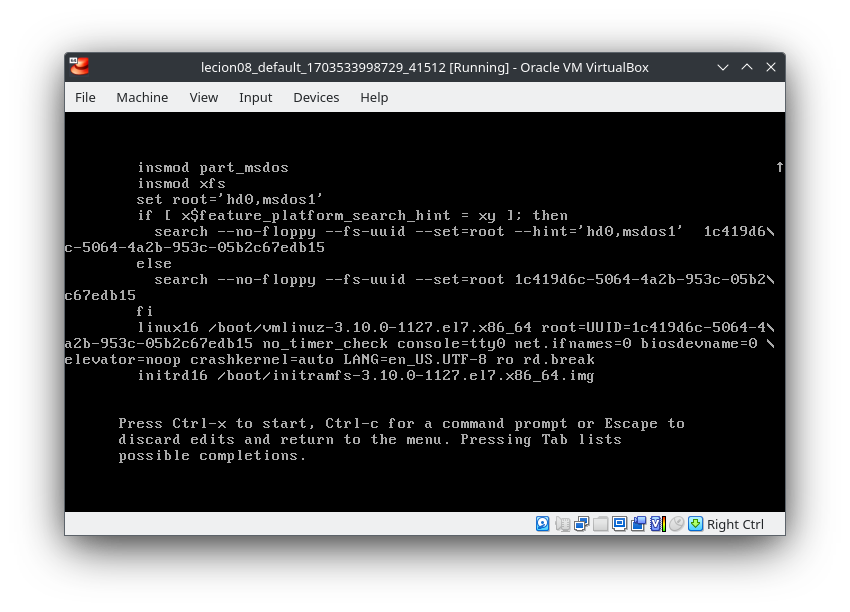 lecion08_default_1703533998729_41512 [Running] - Oracle VM VirtualBox
File Machine View Input Devices Help
insmod part_msdos ↑
insmod xfs
set root='hd0,msdos1'
if [ x$feature_platform_search_hint = xy ]; then
search --no-floppy --fs-uuid --set=root --hint='hd0,msdos1'  1c419d6\
c-5064-4a2b-953c-05b2c67edb15
else
search --no-floppy --fs-uuid --set=root 1c419d6c-5064-4a2b-953c-05b2\
c67edb15
fi
linux16 /boot/vmlinuz-3.10.0-1127.el7.x86_64 root=UUID=1c419d6c-5064-4\
a2b-953c-05b2c67edb15 no_timer_check console=tty0 net.ifnames=0 biosdevname=0 \
elevator=noop crashkernel=auto LANG=en_US.UTF-8 ro rd.break
initrd16 /boot/initramfs-3.10.0-1127.el7.x86_64.img
Press Ctrl-x to start, Ctrl-c for a command prompt or Escape to
discard edits and return to the menu. Pressing Tab lists
possible completions.
Right Ctrl